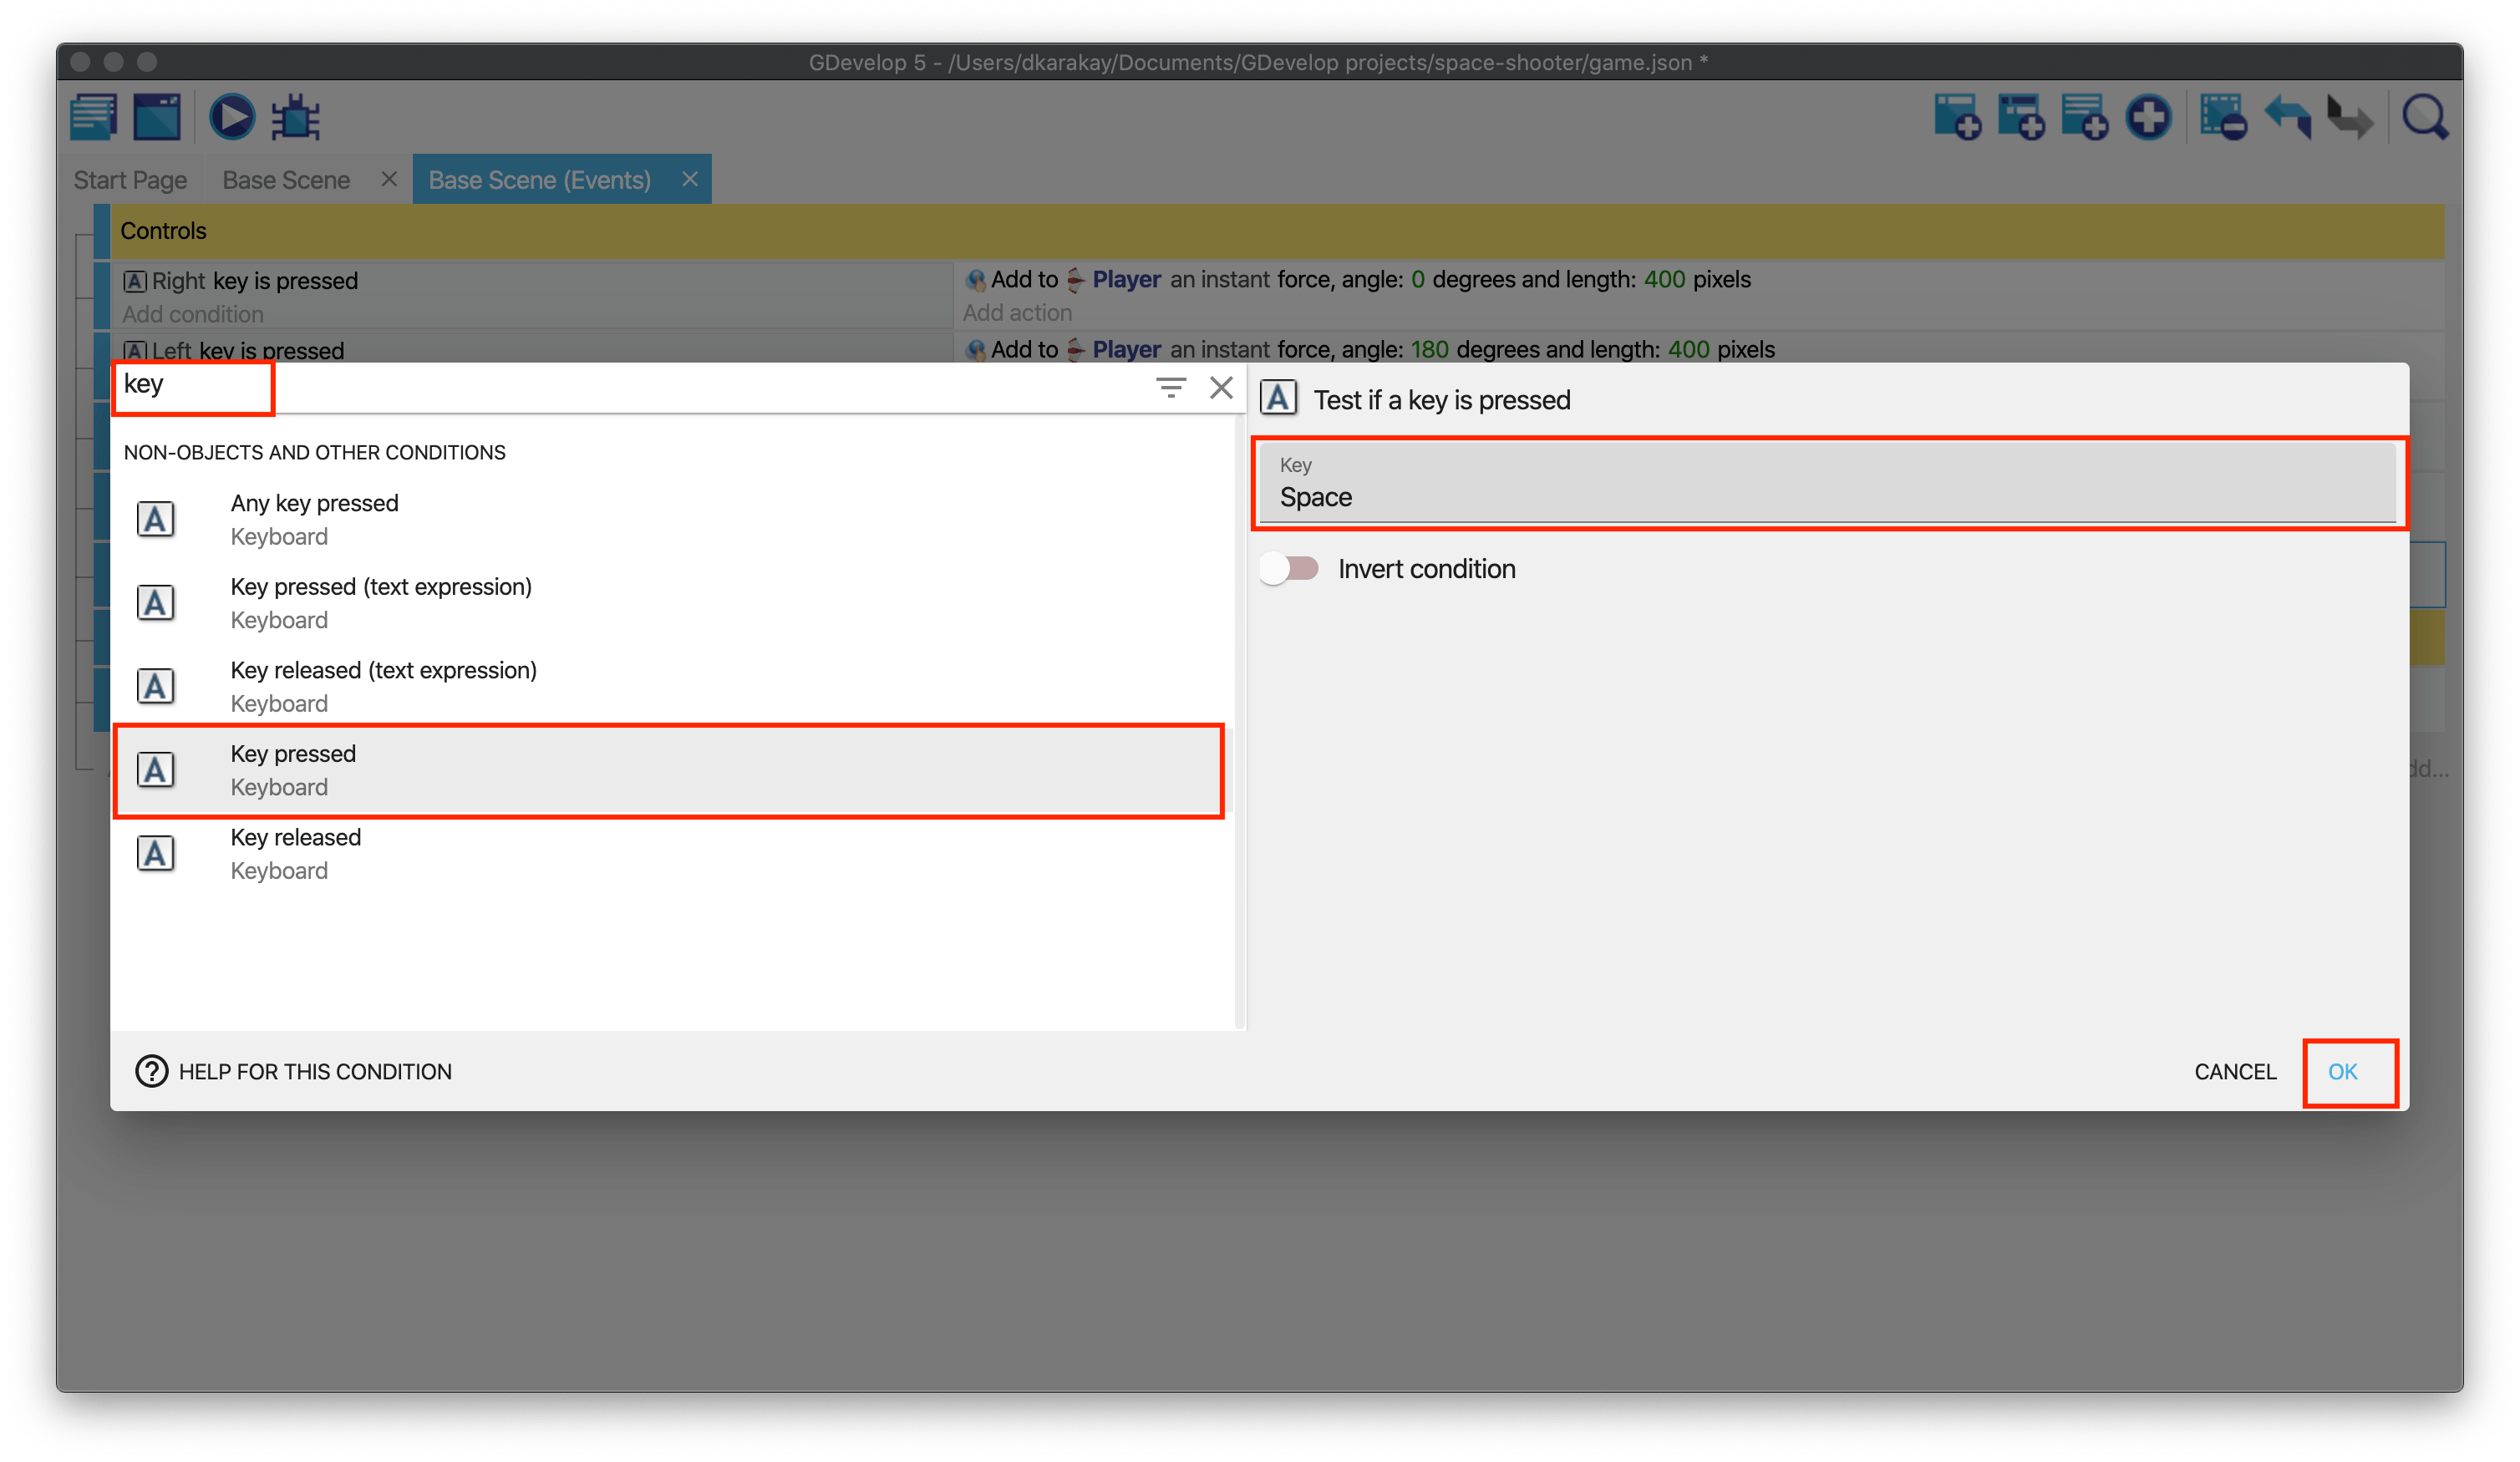 GDevelop 5 - /Users/dkarakay/Documents/GDevelop projects/space-shooter/game.json *
Start Page
Base Scene
Base Scene (Events)
Controls
Right key is pressed
Add condition
Add to Player an instant force, angle: 0 degrees and length: 400 pixels
Add action
Left key is pressed
Add to Player an instant force, angle: 180 degrees and length: 400 pixels
key
NON-OBJECTS AND OTHER CONDITIONS
Any key pressed
Keyboard
Key pressed (text expression)
Keyboard
Key released (text expression)
Keyboard
Key pressed
Keyboard
Key released
Keyboard
Test if a key is pressed
Key
Space
Invert condition
HELP FOR THIS CONDITION
CANCEL
OK